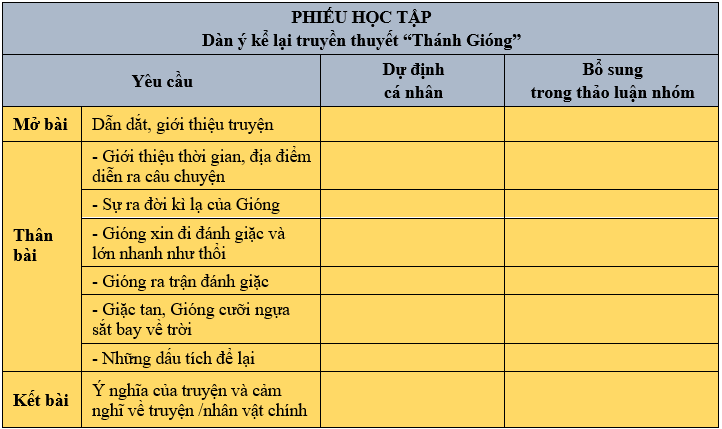 PHIẾU HỌC TẬP
Dàn ý kể lại truyền thuyết “Thánh Gióng”
Yêu cầu
Dự định
cá nhân
Bổ sung
trong thảo luận nhóm
Mở bài
Dẫn dắt, giới thiệu truyện
Thân
bài
- Giới thiệu thời gian, địa điểm
diễn ra câu chuyện
- Sự ra đời kì lạ của Gióng
- Gióng xin đi đánh giặc và
lớn nhanh như thổi
- Gióng ra trận đánh giặc
- Giặc tan, Gióng cưỡi ngựa
sắt bay về trời
- Những dấu tích để lại
Kết bài
Ý nghĩa của truyện và cảm
nghĩ về truyện /nhân vật chính